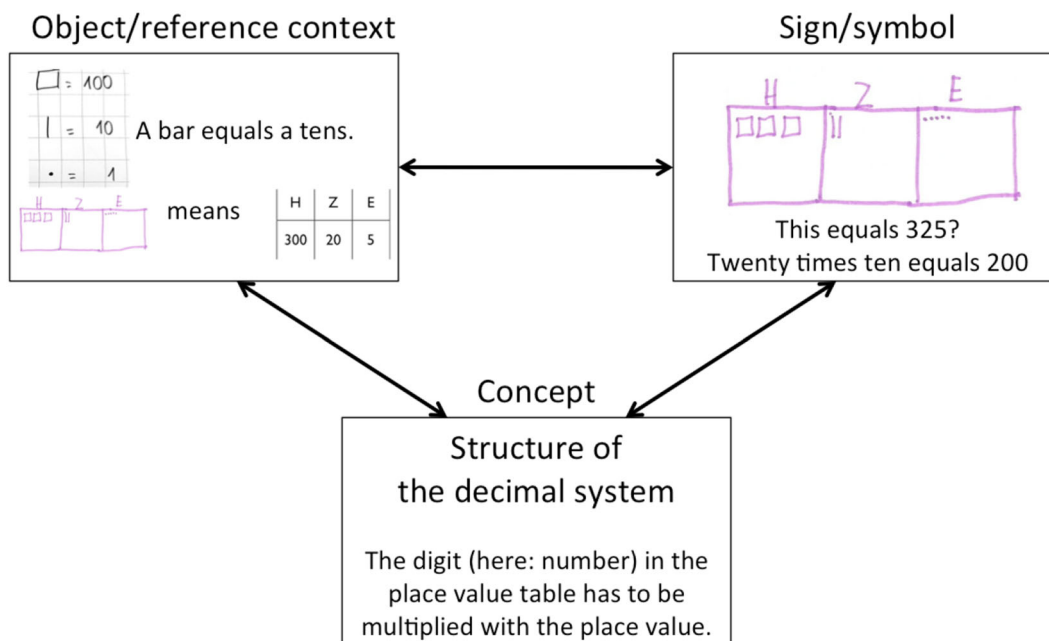 Object/reference context
Sign/symbol
□ = 100
| = 10
A bar equals a tens.
• = 1
H Z E
means
H Z E
300 20 5
H Z E
This equals 325?
Twenty times ten equals 200
Concept
Structure of
the decimal system
The digit (here: number) in the
place value table has to be
multiplied with the place value.